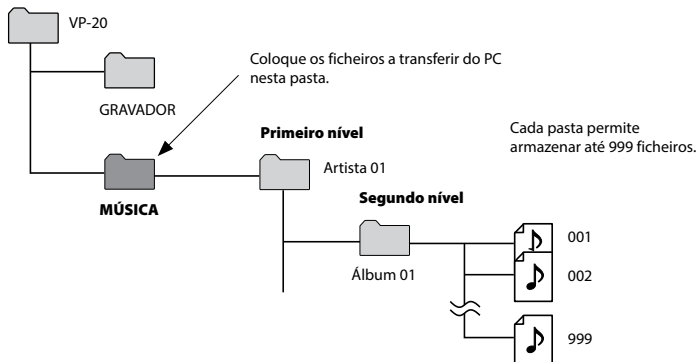 VP-20
Coloque os ficheiros a transferir do PC
nesta pasta.
GRAVADOR
Primeiro nível
Cada pasta permite
armazenar até 999 ficheiros.
Artista 01
MÚSICA
Segundo nível
Álbum 01
001
002
999